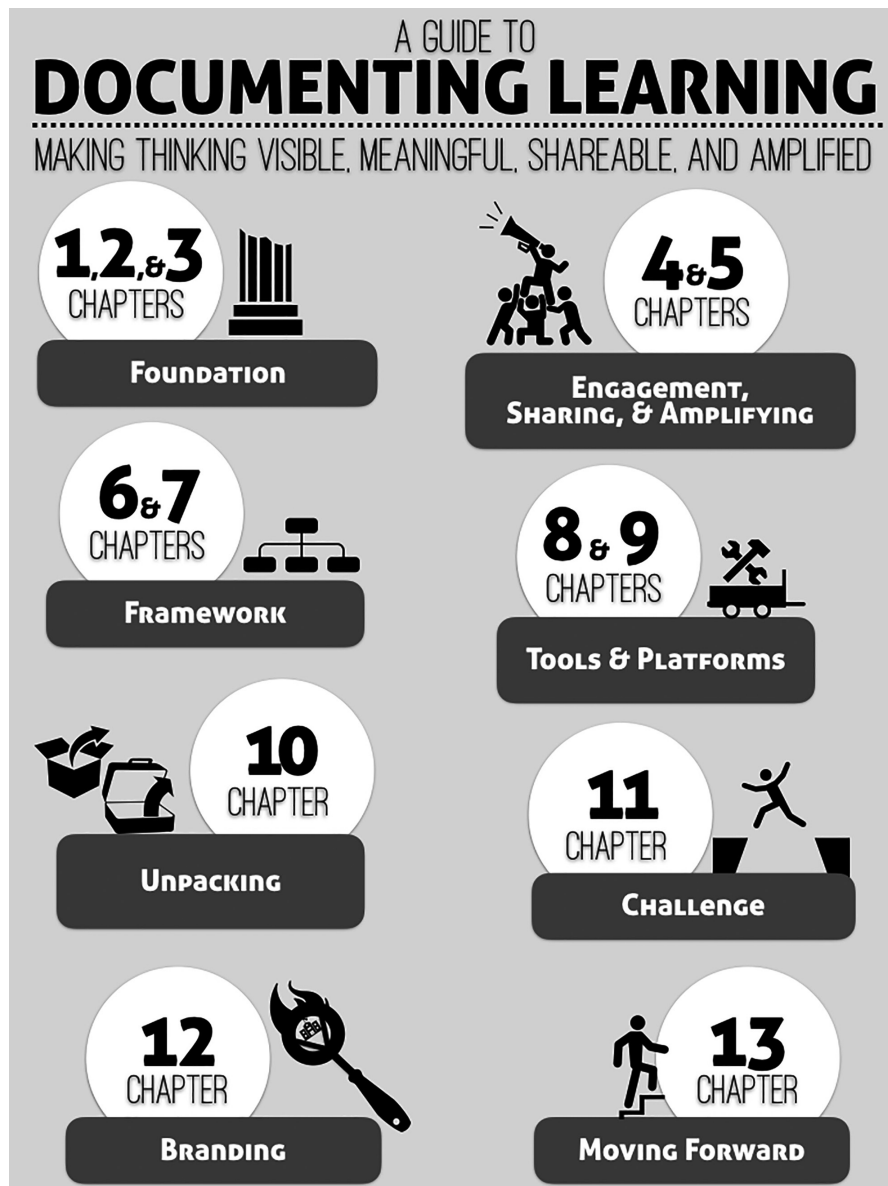 A GUIDE TO
DOCUMENTING LEARNING
MAKING THINKING VISIBLE, MEANINGFUL, SHAREABLE, AND AMPLIFIED
1,2,&3
CHAPTERS
Foundation
4&5
CHAPTERS
Engagement,
Sharing, & Amplifying
6&7
CHAPTERS
Framework
8 & 9
CHAPTERS
Tools & Platforms
10
CHAPTER
Unpacking
11
CHAPTER
Challenge
12
CHAPTER
Branding
13
CHAPTER
Moving Forward